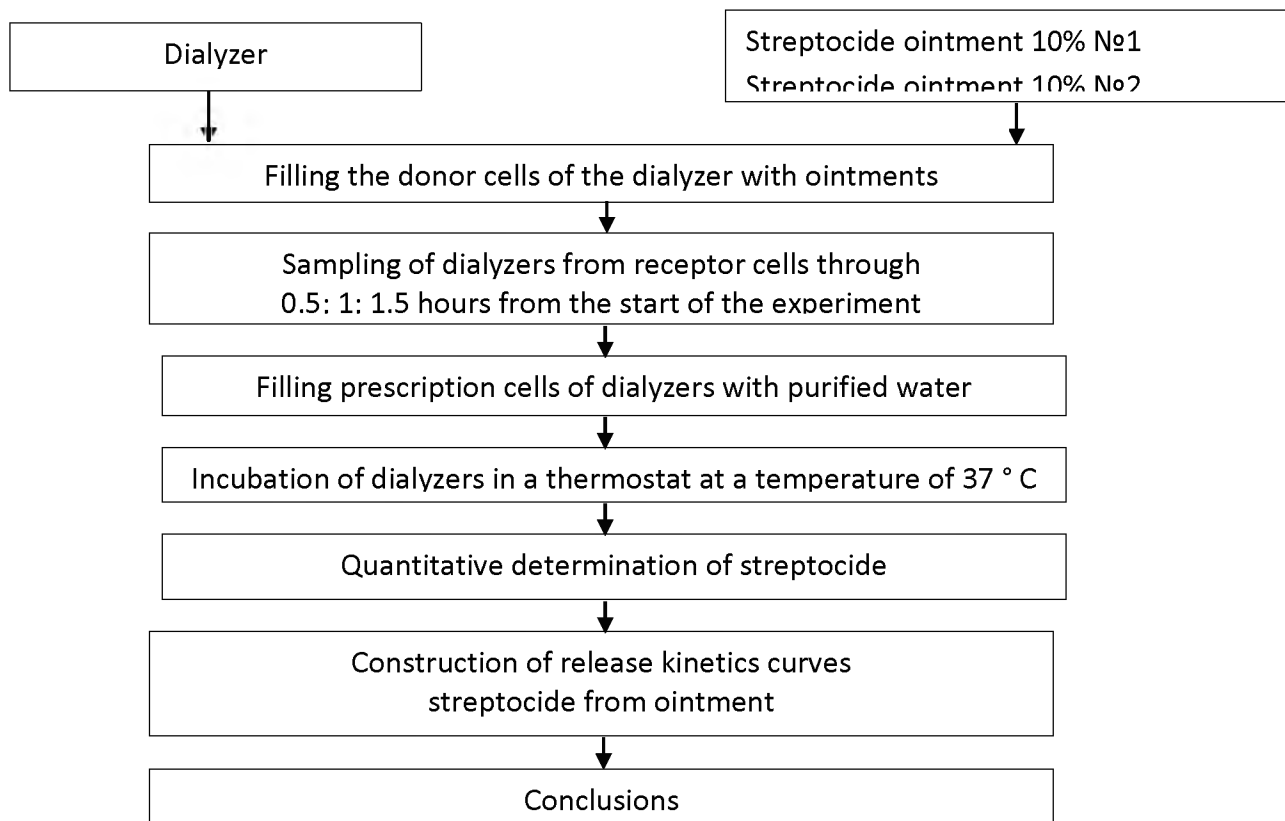 Dialyzer
Streptocide ointment 10% №1
Streptocide ointment 10% №2
Filling the donor cells of the dialyzer with ointments
Sampling of dialyzers from receptor cells through
0.5; 1; 1.5 hours from the start of the experiment
Filling prescription cells of dialyzers with purified water
Incubation of dialyzers in a thermostat at a temperature of 37 ° C
Quantitative determination of streptocide
Construction of release kinetics curves
streptocide from ointment
Conclusions